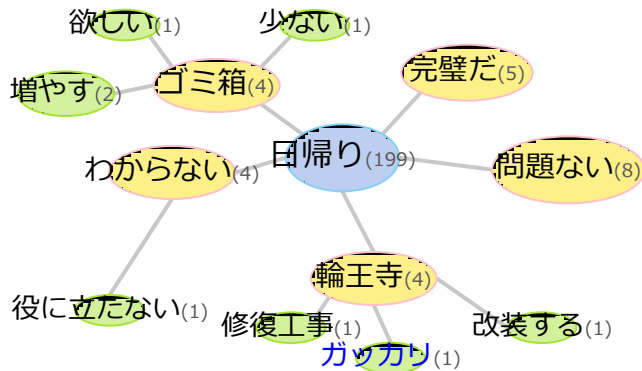 欲しい(1)
少ない(1)
増やす(2)
ゴミ箱(4)
完璧だ(5)
わからない(4)
日帰り(199)
問題ない(8)
輪王寺(4)
役に立たない(1)
修復工事(1)
ガッカリ(1)
改装する(1)